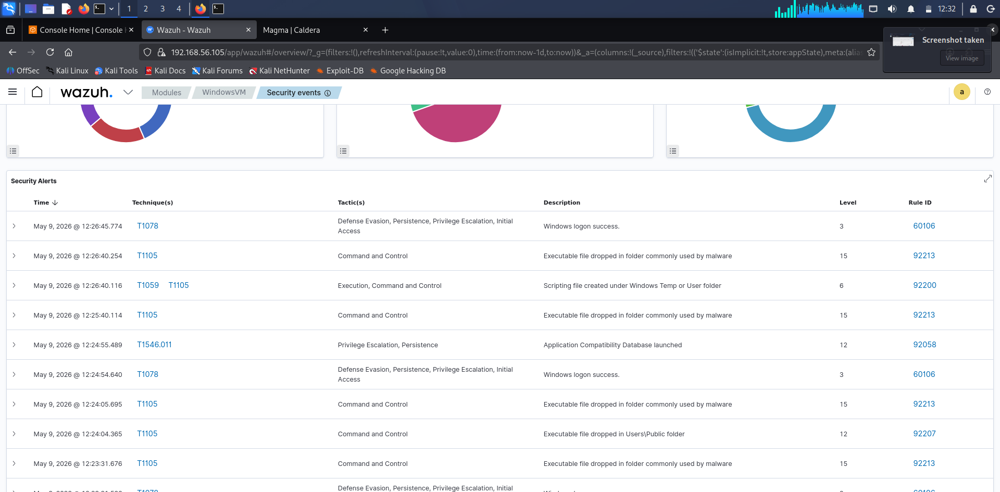 1 2 3 4 12:32
Console Home | Console
Wazuh - Wazuh
Magma | Caldera
Screenshot taken
View image
192.168.56.105/app/wazuh#/overview/?_g=(filters:!(),refreshInterval:(pause:!t,value:0),time:(from:now-1d,to:now))&_a=(columns:!(_source),filters:!(('$state':(isImplicit:!t,store:appState),meta:(alias
OffSec Kali Linux Kali Tools Kali Docs Kali Forums Kali NetHunter Exploit-DB Google Hacking DB
wazuh. Modules WindowsVM Security events a
Security Alerts
Time Technique(s) Tactic(s) Description Level Rule ID
May 9, 2026 @ 12:26:45.774 T1078 Defense Evasion, Persistence, Privilege Escalation, Initial Access Windows logon success. 3 60106
May 9, 2026 @ 12:26:40.254 T1105 Command and Control Executable file dropped in folder commonly used by malware 15 92213
May 9, 2026 @ 12:26:40.116 T1059 T1105 Execution, Command and Control Scripting file created under Windows Temp or User folder 6 92200
May 9, 2026 @ 12:25:40.114 T1105 Command and Control Executable file dropped in folder commonly used by malware 15 92213
May 9, 2026 @ 12:24:55.489 T1546.011 Privilege Escalation, Persistence Application Compatibility Database launched 12 92058
May 9, 2026 @ 12:24:54.640 T1078 Defense Evasion, Persistence, Privilege Escalation, Initial Access Windows logon success. 3 60106
May 9, 2026 @ 12:24:05.695 T1105 Command and Control Executable file dropped in folder commonly used by malware 15 92213
May 9, 2026 @ 12:24:04.365 T1105 Command and Control Executable file dropped in Users\Public folder 12 92207
May 9, 2026 @ 12:23:31.676 T1105 Command and Control Executable file dropped in folder commonly used by malware 15 92213
Defense Evasion, Persistence, Privilege Escalation, Initial